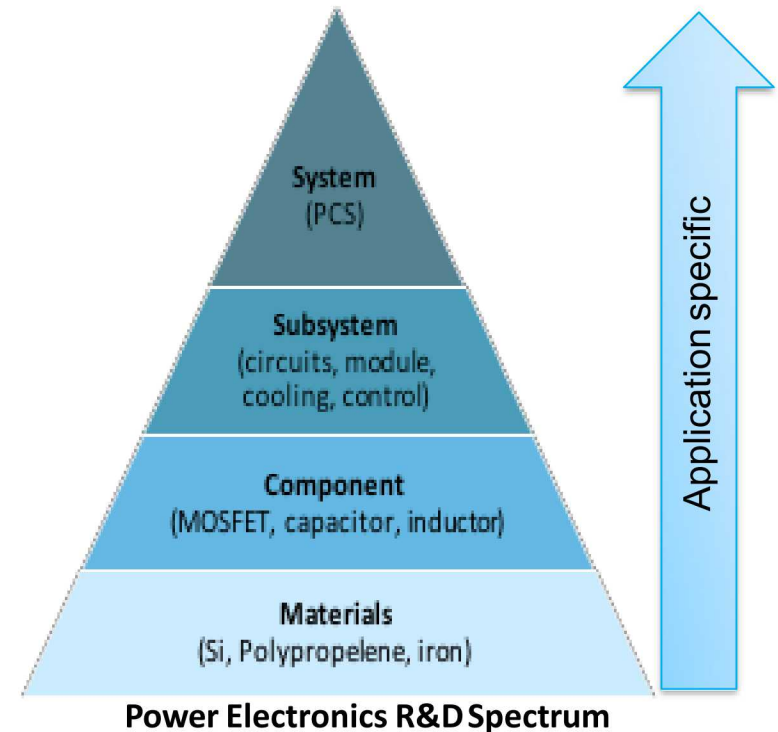 System
(PCS)
Subsystem
(circuits, module,
cooling, control)
Component
(MOSFET, capacitor, inductor)
Materials
(Si, Polypropelene, iron)
Application specific
Power Electronics R&D Spectrum